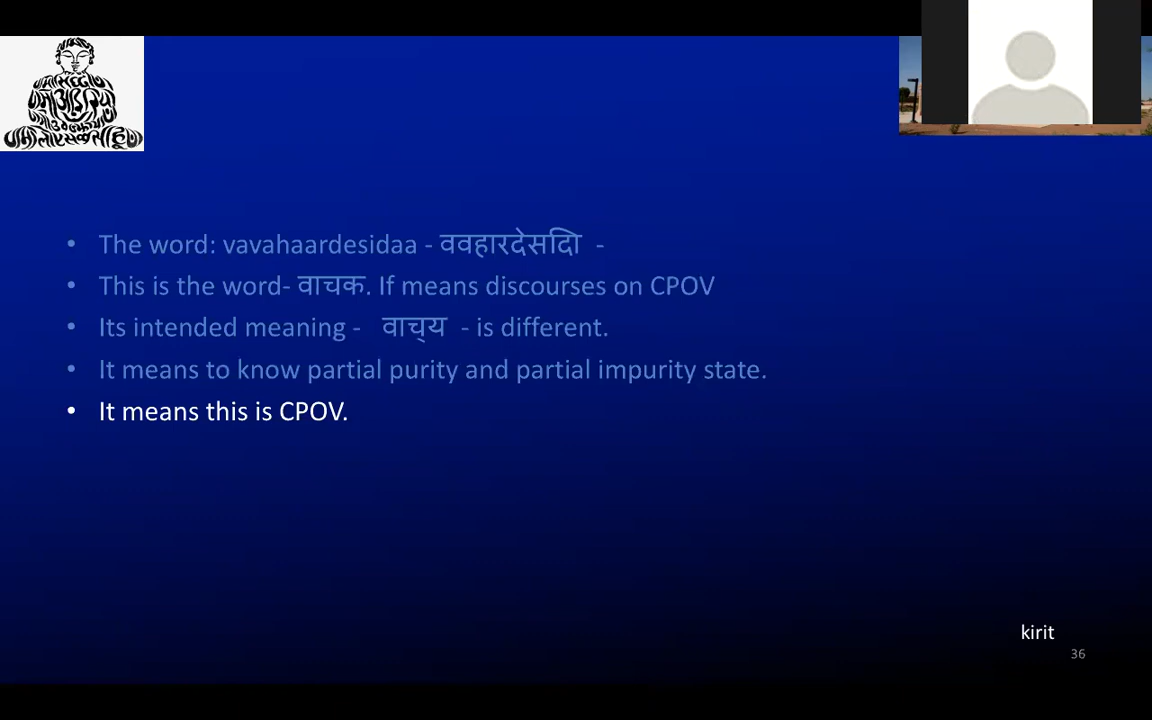 • The word: vavahaardesidaa - ववहारदेसिदा -
• This is the word- वाचक. If means discourses on CPOV
• Its intended meaning - वाच्य - is different.
• It means to know partial purity and partial impurity state.
• It means this is CPOV.
kirit
36